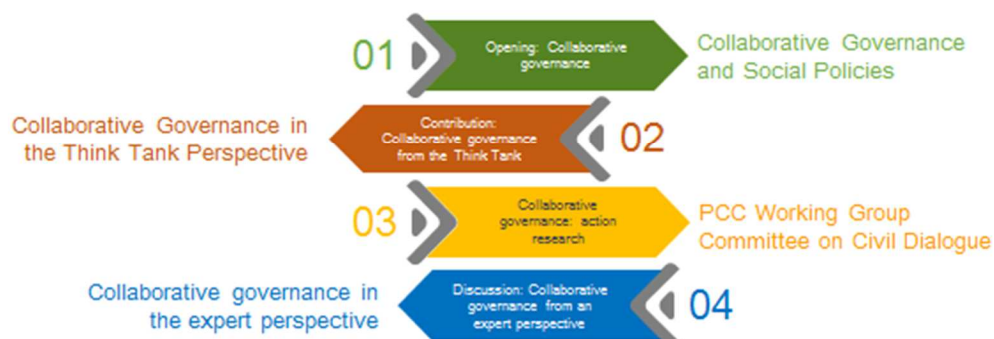 01
Opening: Collaborative
governance
Collaborative Governance
and Social Policies
Collaborative Governance in
the Think Tank Perspective
Contribution:
Collaborative governance
from the Think Tank
02
03
Collaborative
governance: action
research
PCC Working Group
Committee on Civil Dialogue
Collaborative governance in
the expert perspective
Discussion: Collaborative
governance from an
expert perspective
04